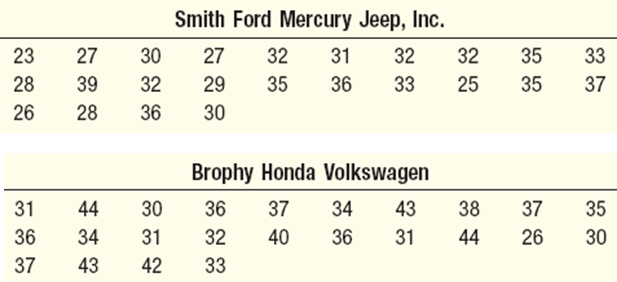 Smith Ford Mercury Jeep, Inc.
23 27 30 27 32 31 32 32 35 33
28 39 32 29 35 36 33 25 35 37
26 28 36 30
Brophy Honda Volkswagen
31 44 30 36 37 34 43 38 37 35
36 34 31 32 40 36 31 44 26 30
37 43 42 33